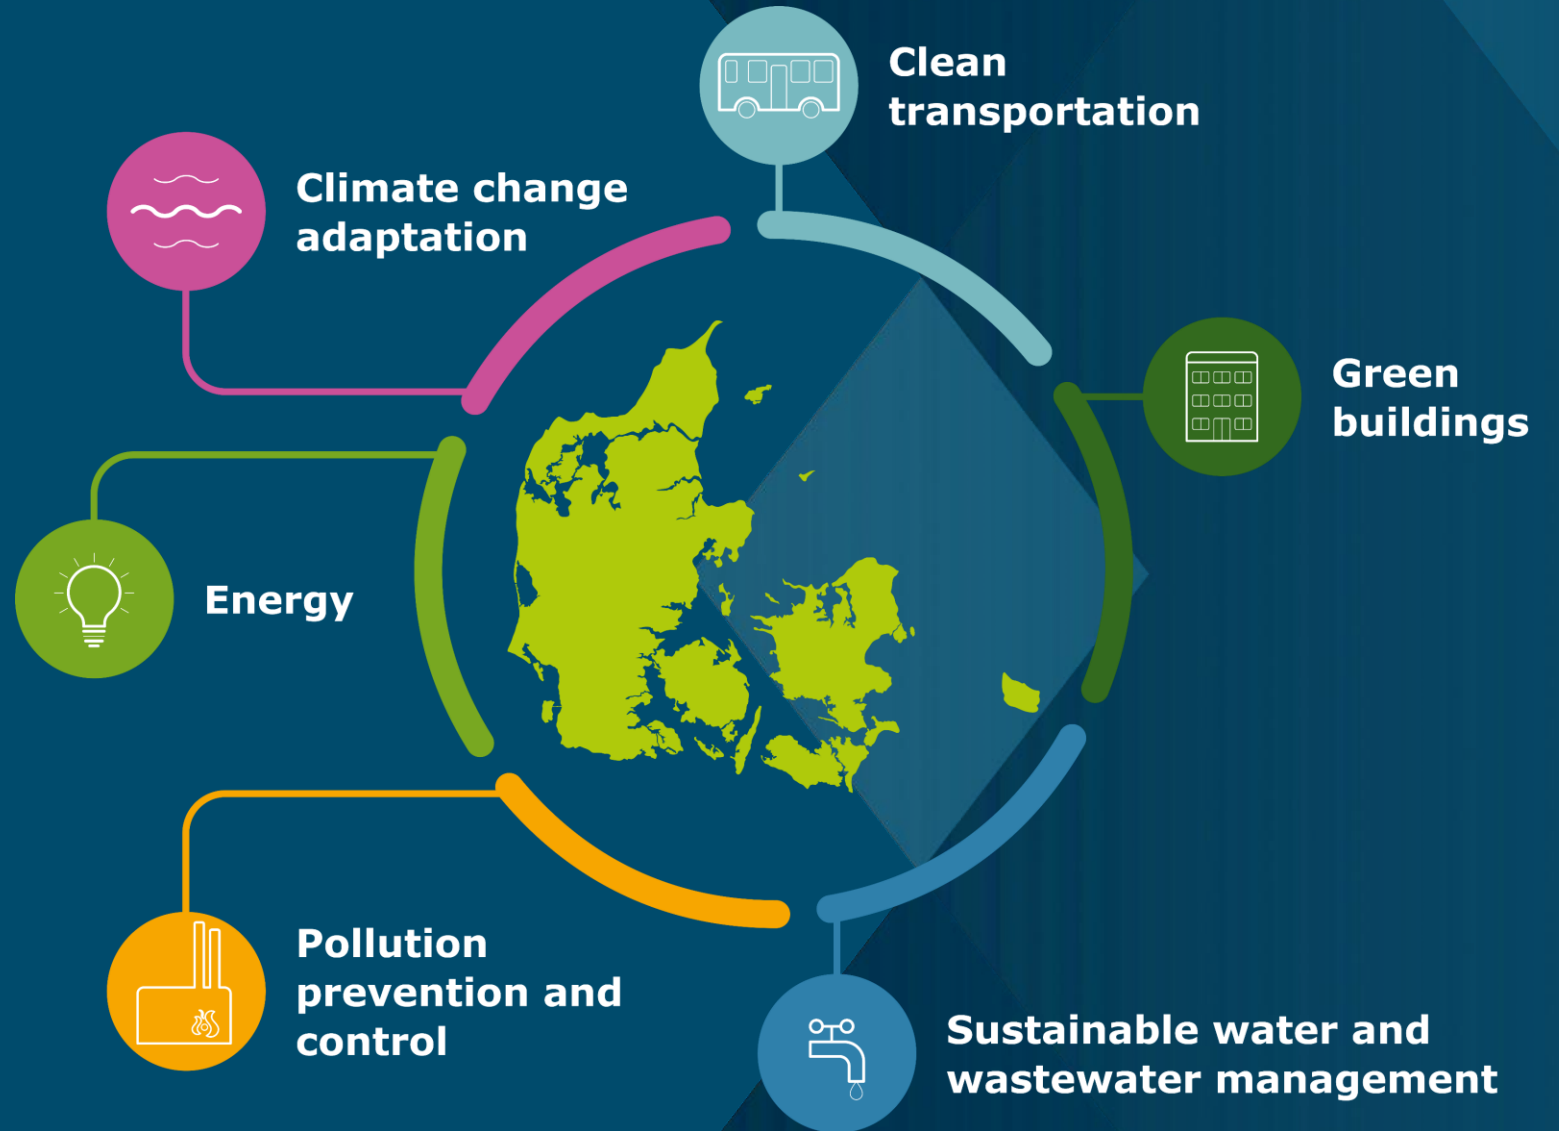 Clean
transportation
Climate change
adaptation
Green
buildings
Energy
Pollution
prevention and
control
Sustainable water and
wastewater management